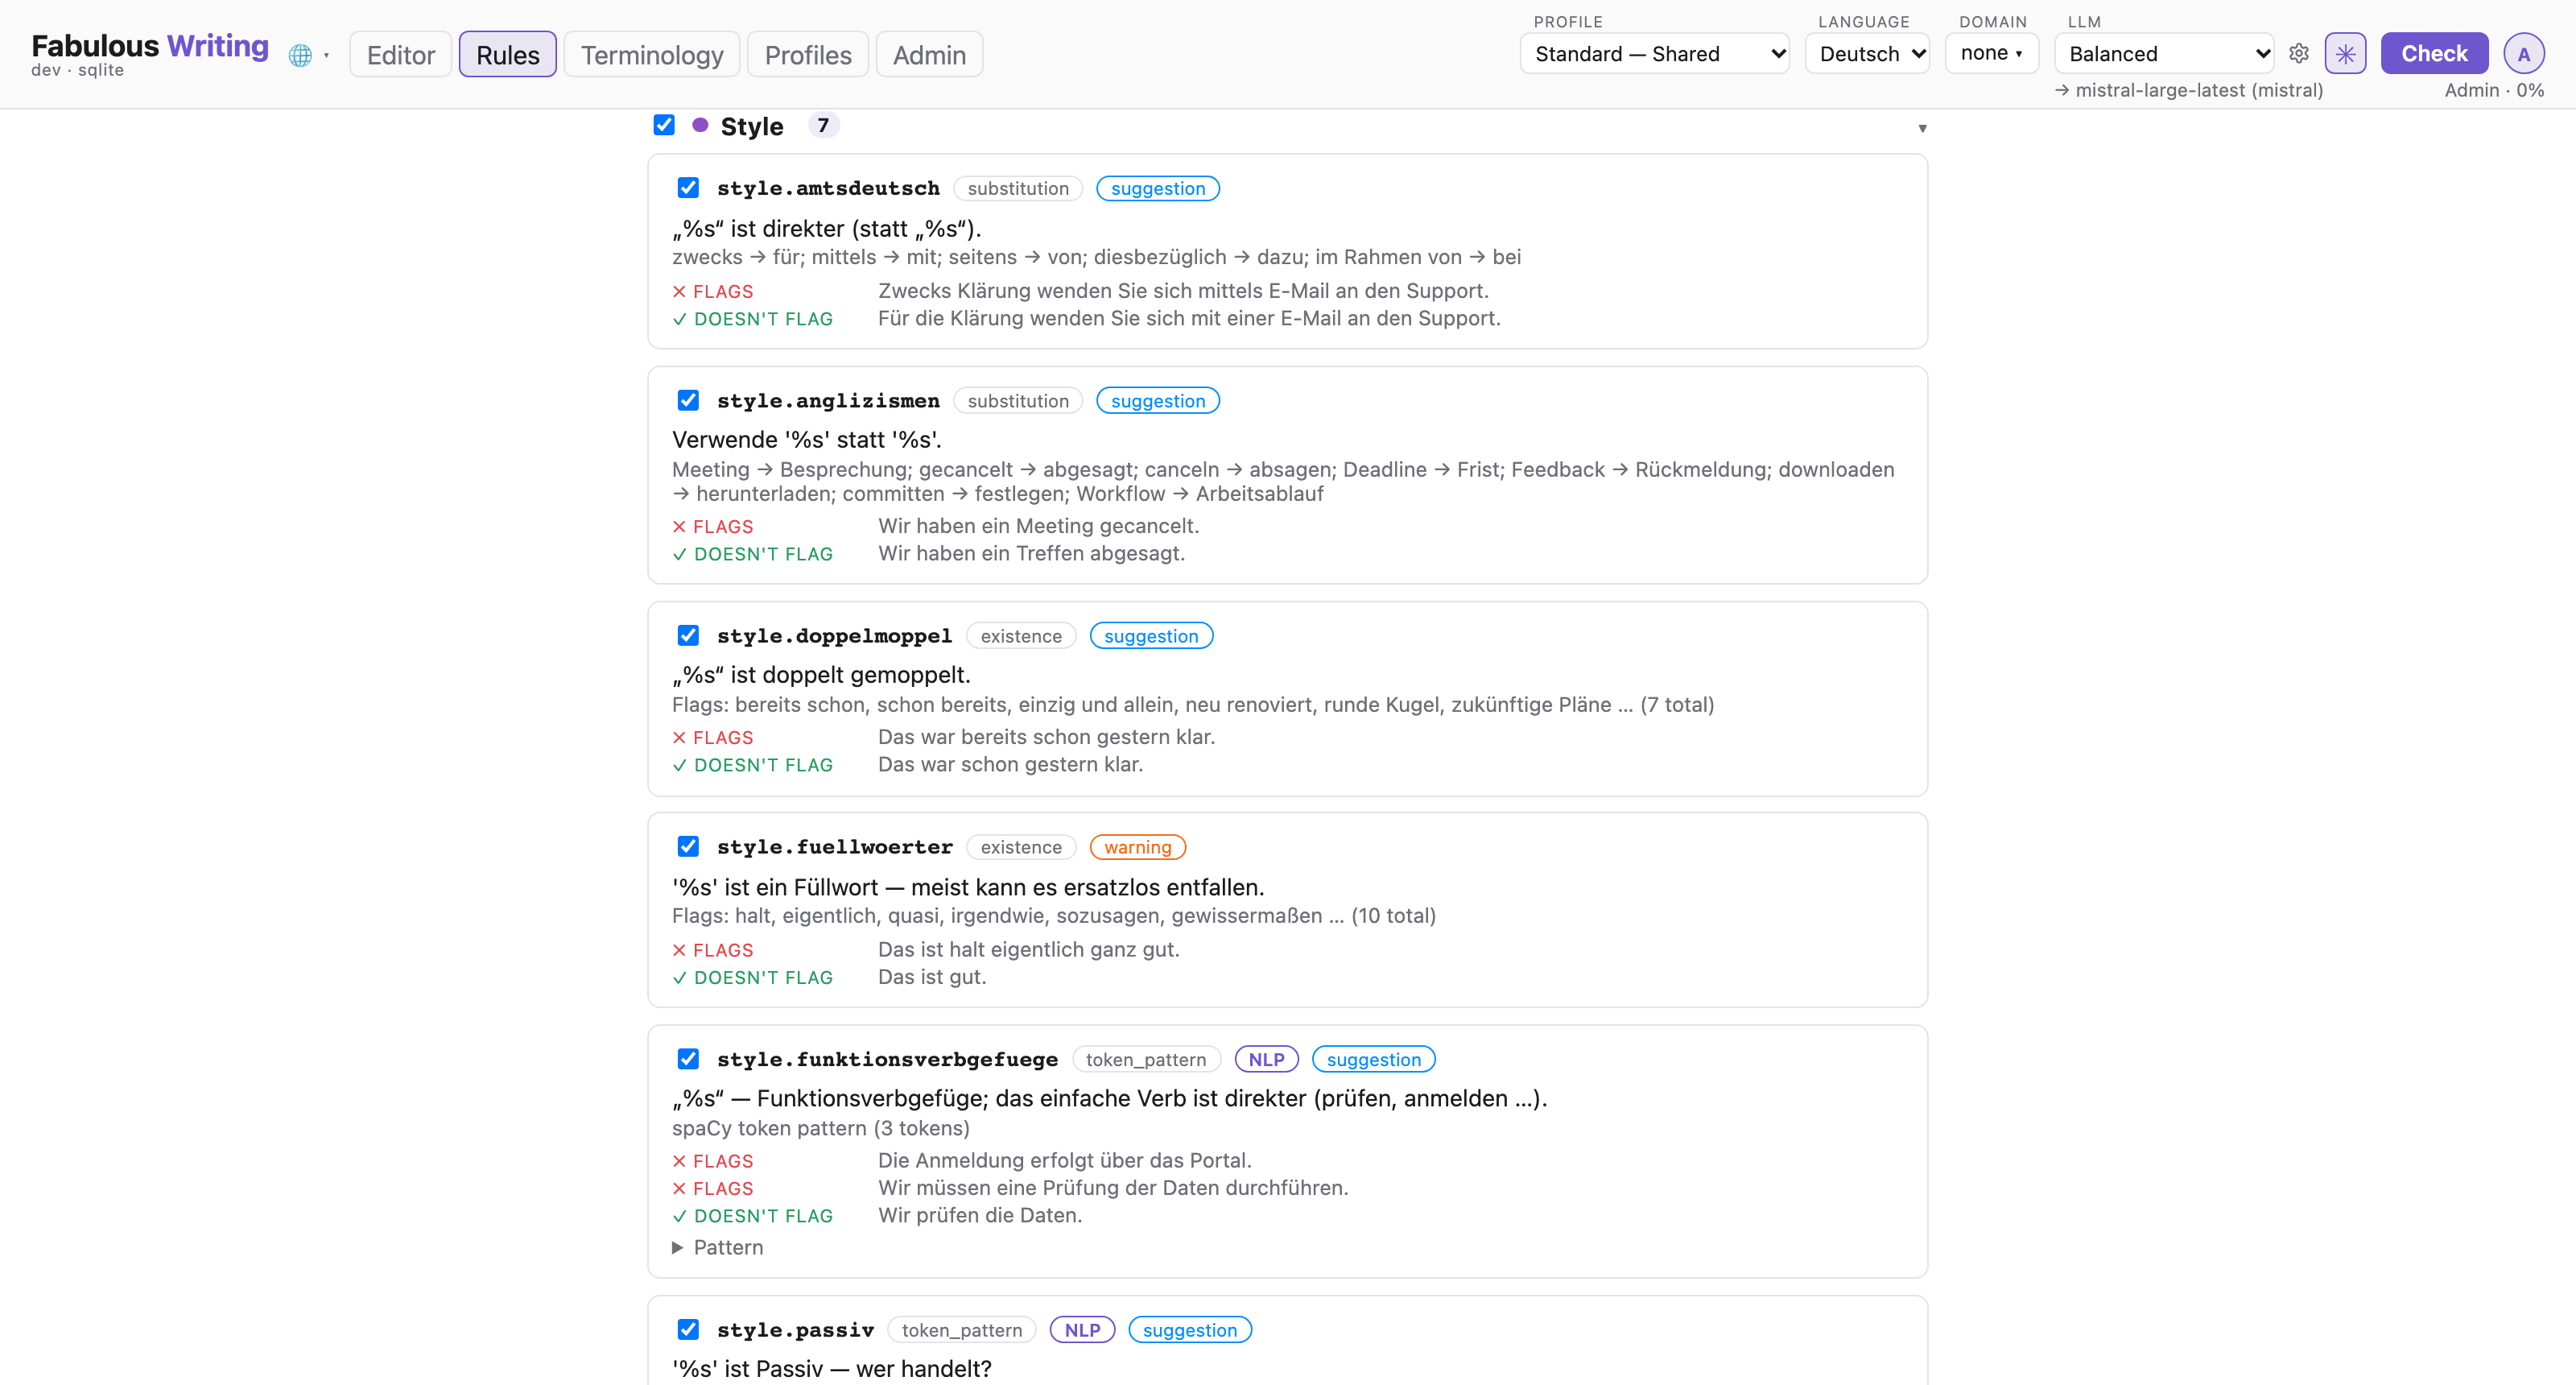 Fabulous Writing
dev · sqlite
Editor
Rules
Terminology
Profiles
Admin
PROFILE
Standard — Shared
LANGUAGE
Deutsch
DOMAIN
none
LLM
Balanced
→ mistral-large-latest (mistral)
Check
A
Admin · 0%
Style 7
style.amtsdeutsch substitution suggestion
„%s“ ist direkter (statt „%s“).
zwecks → für; mittels → mit; seitens → von; diesbezüglich → dazu; im Rahmen von → bei
✕ FLAGS Zwecks Klärung wenden Sie sich mittels E-Mail an den Support.
✓ DOESN'T FLAG Für die Klärung wenden Sie sich mit einer E-Mail an den Support.
style.anglizismen substitution suggestion
Verwende '%s' statt '%s'.
Meeting → Besprechung; gecancelt → abgesagt; canceln → absagen; Deadline → Frist; Feedback → Rückmeldung; downloaden
→ herunterladen; committen → festlegen; Workflow → Arbeitsablauf
✕ FLAGS Wir haben ein Meeting gecancelt.
✓ DOESN'T FLAG Wir haben ein Treffen abgesagt.
style.doppelmoppel existence suggestion
„%s“ ist doppelt gemoppelt.
Flags: bereits schon, schon bereits, einzig und allein, neu renoviert, runde Kugel, zukünftige Pläne … (7 total)
✕ FLAGS Das war bereits schon gestern klar.
✓ DOESN'T FLAG Das war schon gestern klar.
style.fuellwoerter existence warning
'%s' ist ein Füllwort — meist kann es ersatzlos entfallen.
Flags: halt, eigentlich, quasi, irgendwie, sozusagen, gewissermaßen … (10 total)
✕ FLAGS Das ist halt eigentlich ganz gut.
✓ DOESN'T FLAG Das ist gut.
style.funktionsverbgefuege token_pattern NLP suggestion
„%s“ — Funktionsverbgefüge; das einfache Verb ist direkter (prüfen, anmelden …).
spaCy token pattern (3 tokens)
✕ FLAGS Die Anmeldung erfolgt über das Portal.
✕ FLAGS Wir müssen eine Prüfung der Daten durchführen.
✓ DOESN'T FLAG Wir prüfen die Daten.
▶ Pattern
style.passiv token_pattern NLP suggestion
'%s' ist Passiv — wer handelt?